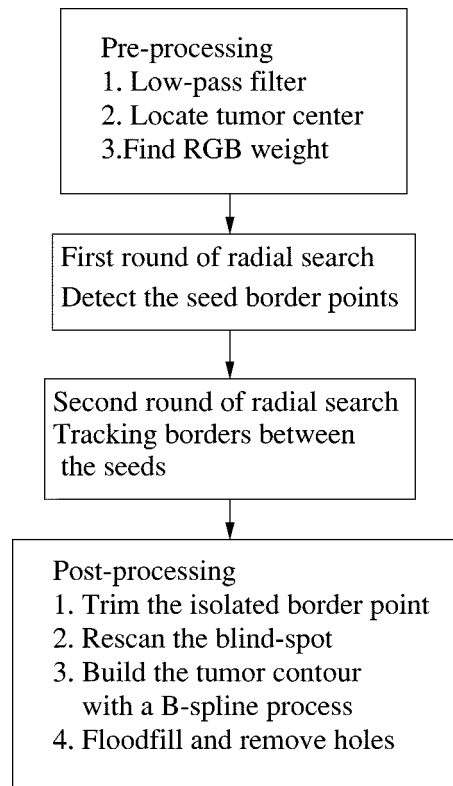 Pre-processing
1. Low-pass filter
2. Locate tumor center
3.Find RGB weight
First round of radial search
Detect the seed border points
Second round of radial search
Tracking borders between
the seeds
Post-processing
1. Trim the isolated border point
2. Rescan the blind-spot
3. Build the tumor contour
with a B-spline process
4. Floodfill and remove holes